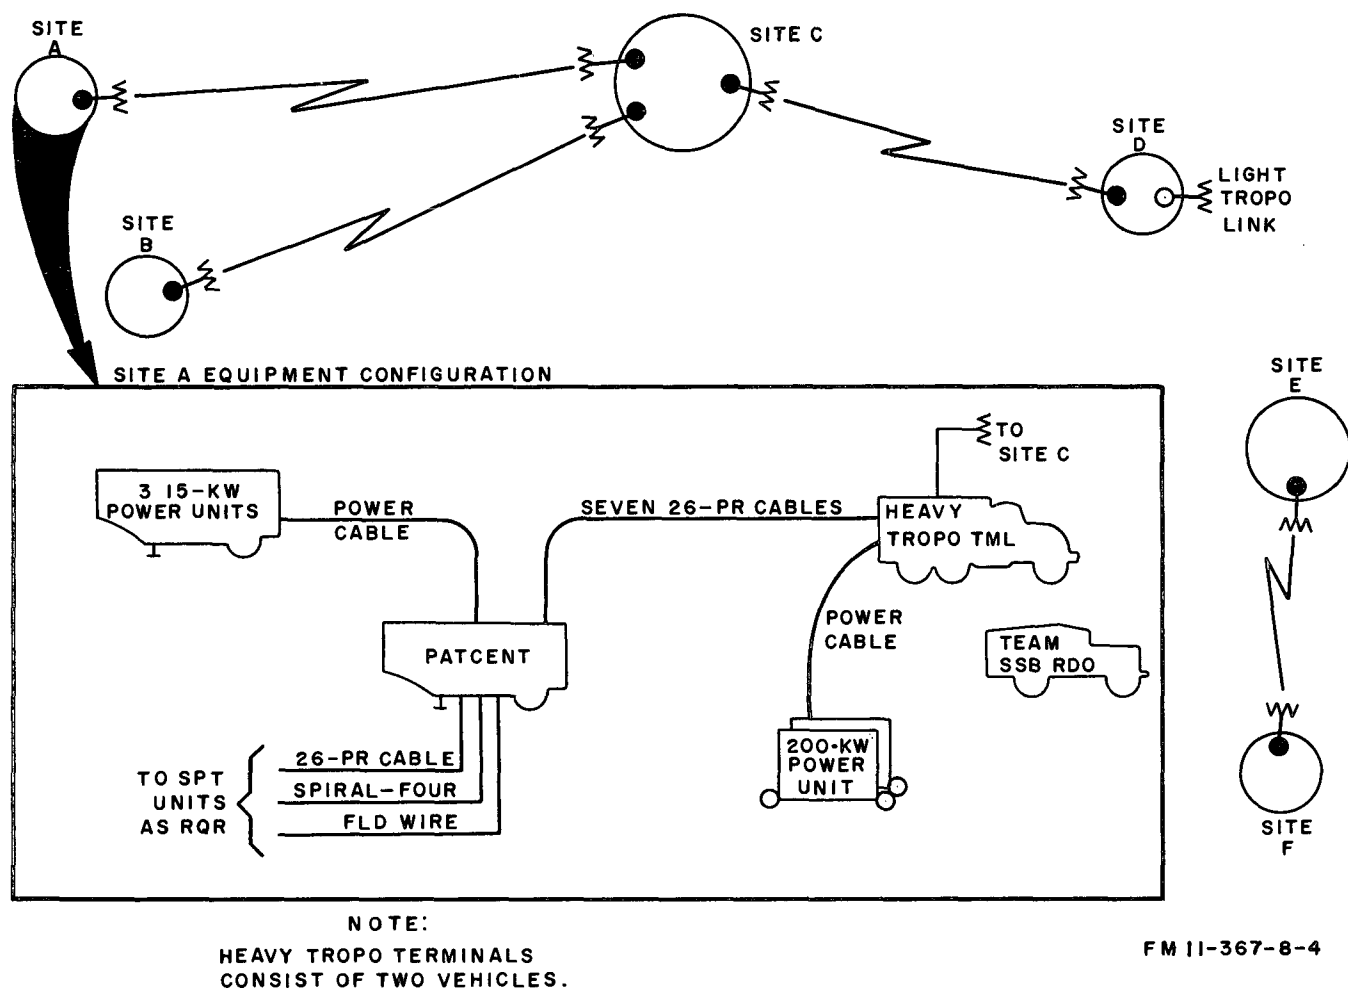 SITE
A
SITE C
SITE
D
LIGHT
TROPO
LINK
SITE
B
SITE A EQUIPMENT CONFIGURATION
SITE
E
TO
SITE C
3 15-KW
POWER UNITS
POWER
CABLE
SEVEN 26-PR CABLES
HEAVY
TROPO TML
POWER
CABLE
TEAM
SSB RDO
PATCENT
200-KW
POWER
UNIT
26-PR CABLE
SPIRAL-FOUR
FLD WIRE
TO SPT
UNITS
AS RQR
SITE
F
NOTE:
HEAVY TROPO TERMINALS
CONSIST OF TWO VEHICLES.
FM 11-367-8-4